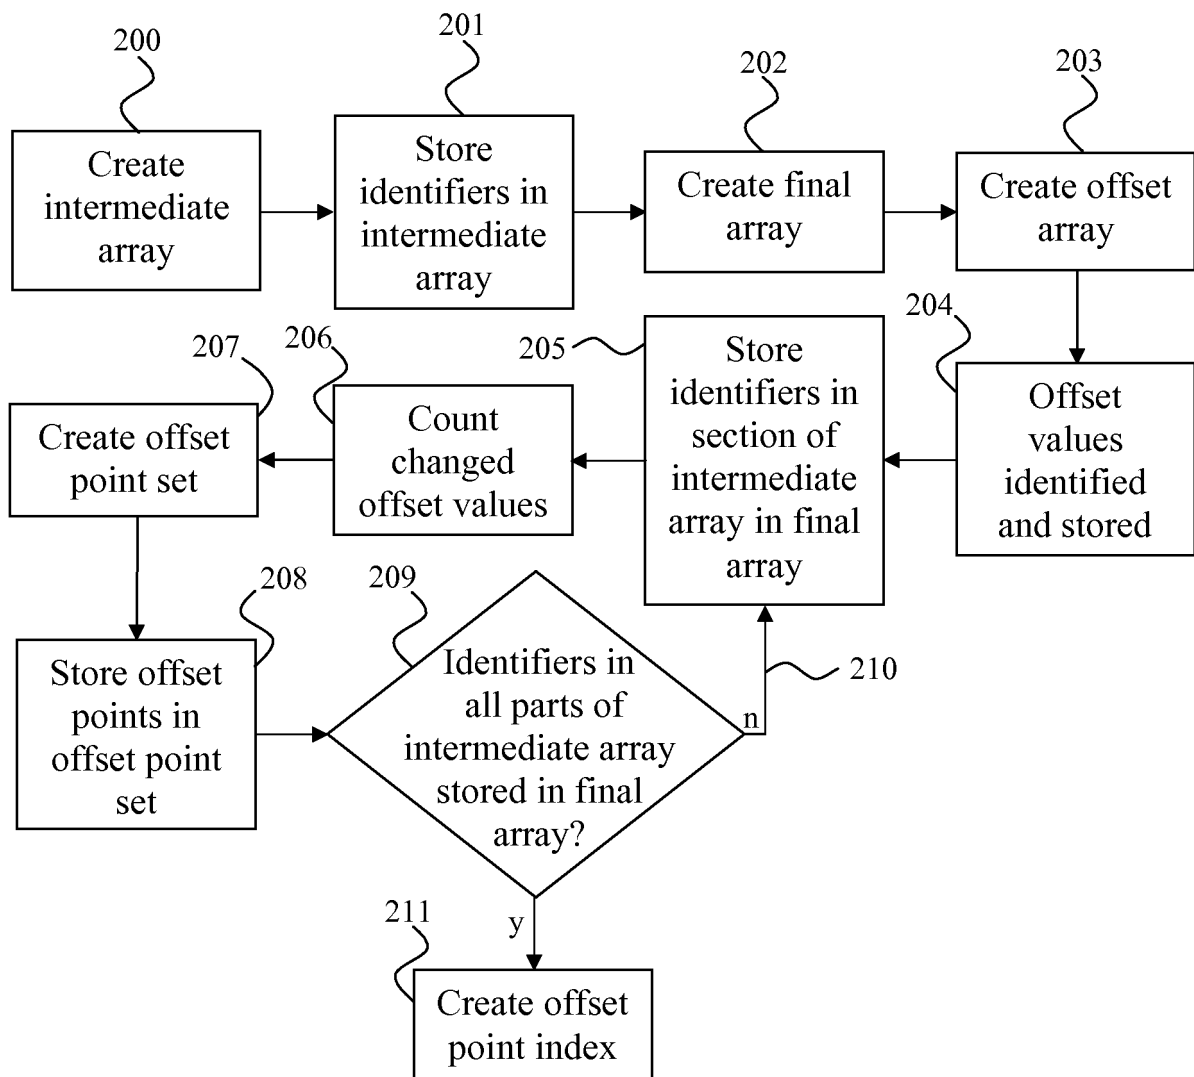 200
Create
intermediate
array
201
Store
identifiers in
intermediate
array
202
Create final
array
203
Create offset
array
204
Offset
values
identified
and stored
205
Store
identifiers in
section of
intermediate
array in final
array
206
Count
changed
offset values
207
Create offset
point set
208
Store offset
points in
offset point
set
209
Identifiers in
all parts of
intermediate array
stored in final
array?
n
210
y
211
Create offset
point index